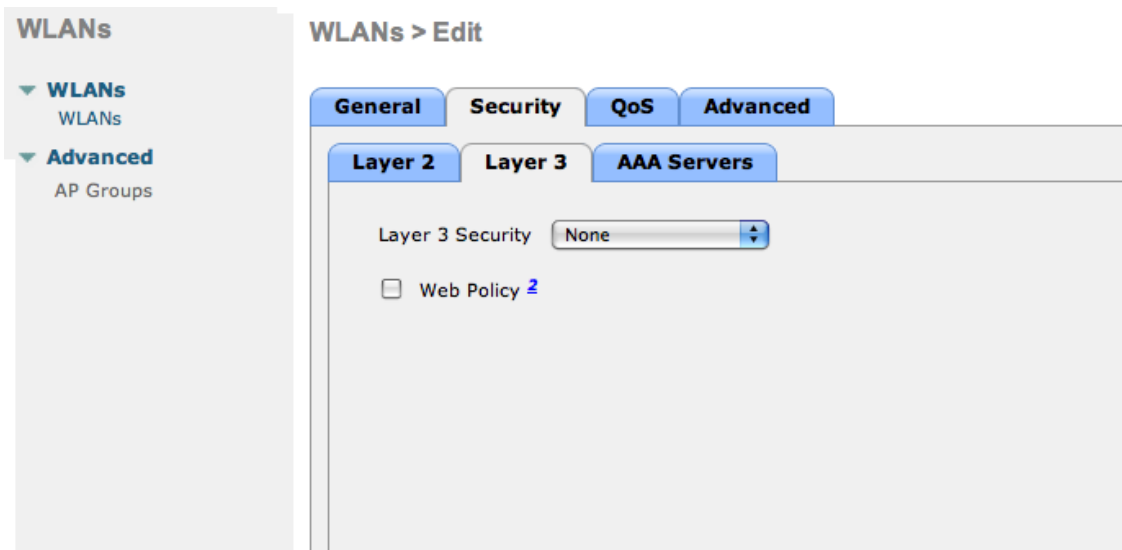 WLANs
WLANs
WLANs
Advanced
AP Groups
WLANs > Edit
General Security QoS Advanced
Layer 2 Layer 3 AAA Servers
Layer 3 Security None
Web Policy 2